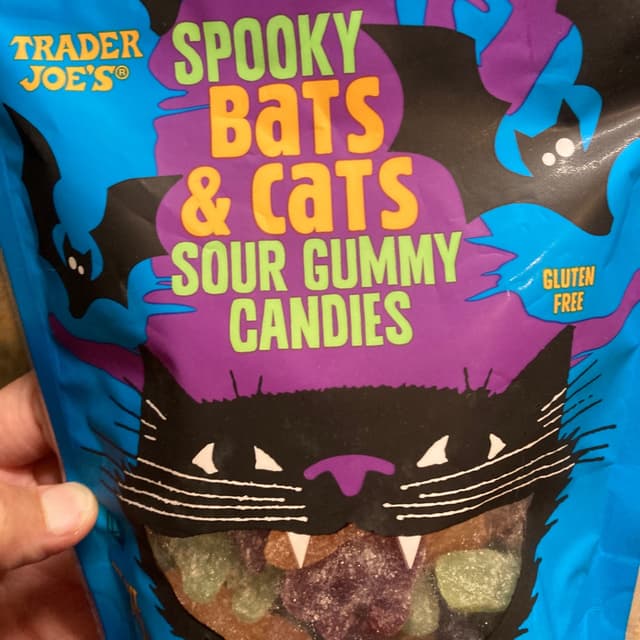 TRADER
JOE'S®
SPOOKY
BaTS
& CaTS
SOUR GUMMY
CANDIES
GLUTEN
FREE